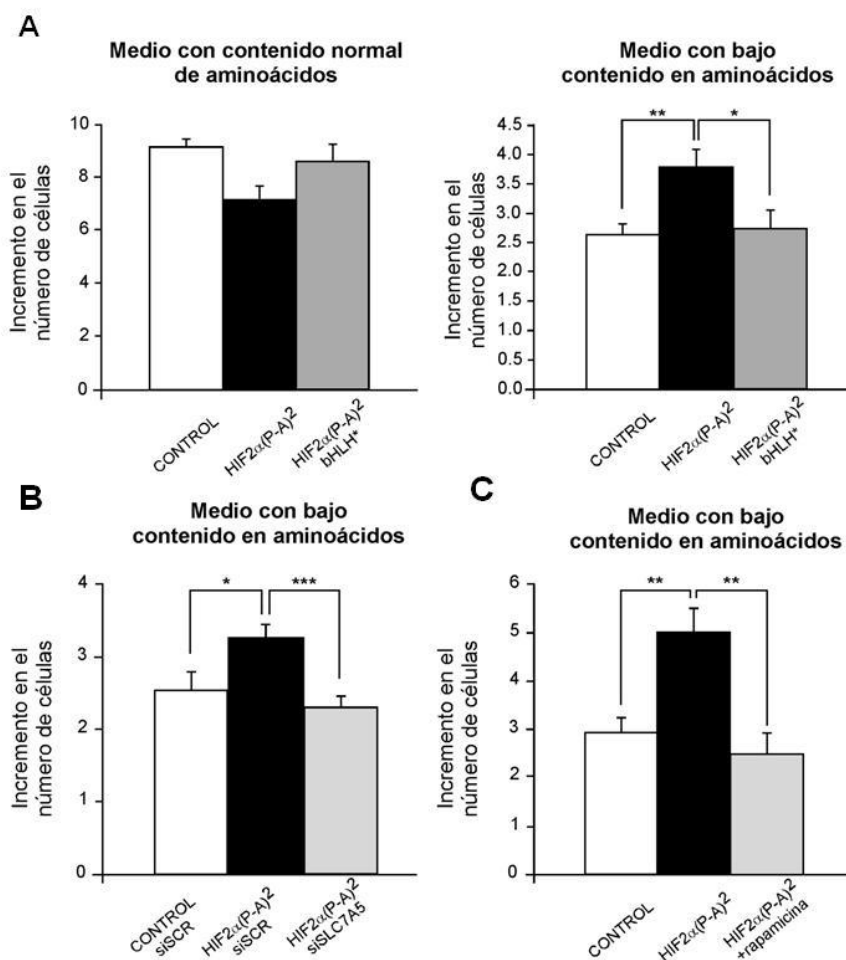 A
Medio con contenido normal
de aminoácidos
Incremento en el
número de células
10
8
6
4
2
0
CONTROL
HIF2α(P-A)²
HIF2α(P-A)²
bHLH*
Medio con bajo
contenido en aminoácidos
Incremento en el
número de células
4.5
4.0
3.5
3.0
2.5
2.0
1.5
1.0
0.5
0.0
** *
CONTROL
HIF2α(P-A)²
HIF2α(P-A)²
bHLH*
B
Medio con bajo
contenido en aminoácidos
Incremento en el
número de células
4
3
2
1
0
* ***
CONTROL
siSCR
HIF2α(P-A)²
siSCR
HIF2α(P-A)²
siSLC7A5
C
Medio con bajo
contenido en aminoácidos
Incremento en el
número de células
6
5
4
3
2
1
0
** **
CONTROL
HIF2α(P-A)²
HIF2α(P-A)²
+rapamicina